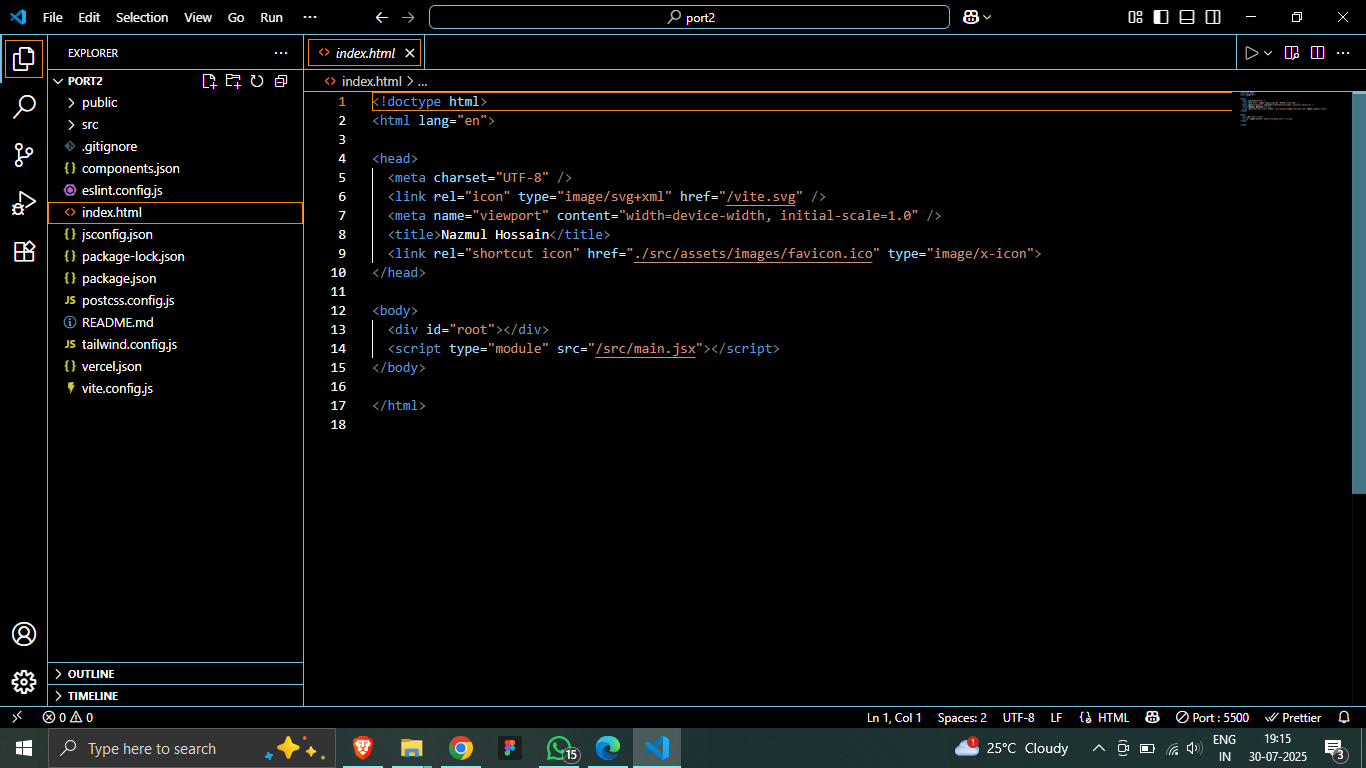 File Edit Selection View Go Run ···
port2
EXPLORER ···
PORT2
public
src
.gitignore
components.json
eslint.config.js
index.html
jsconfig.json
package-lock.json
package.json
postcss.config.js
README.md
tailwind.config.js
vercel.json
vite.config.js
OUTLINE
TIMELINE
index.html
index.html > ...
1 <!doctype html>
2 <html lang="en">
3
4 <head>
5 <meta charset="UTF-8" />
6 <link rel="icon" type="image/svg+xml" href="/vite.svg" />
7 <meta name="viewport" content="width=device-width, initial-scale=1.0" />
8 <title>Nazmul Hossain</title>
9 <link rel="shortcut icon" href="./src/assets/images/favicon.ico" type="image/x-icon">
10 </head>
11
12 <body>
13 <div id="root"></div>
14 <script type="module" src="/src/main.jsx"></script>
15 </body>
16
17 </html>
18
0 0 Ln 1, Col 1 Spaces: 2 UTF-8 LF HTML Port : 5500 Prettier
Type here to search 15 1 25°C Cloudy ENG 19:15
IN 30-07-2025 3